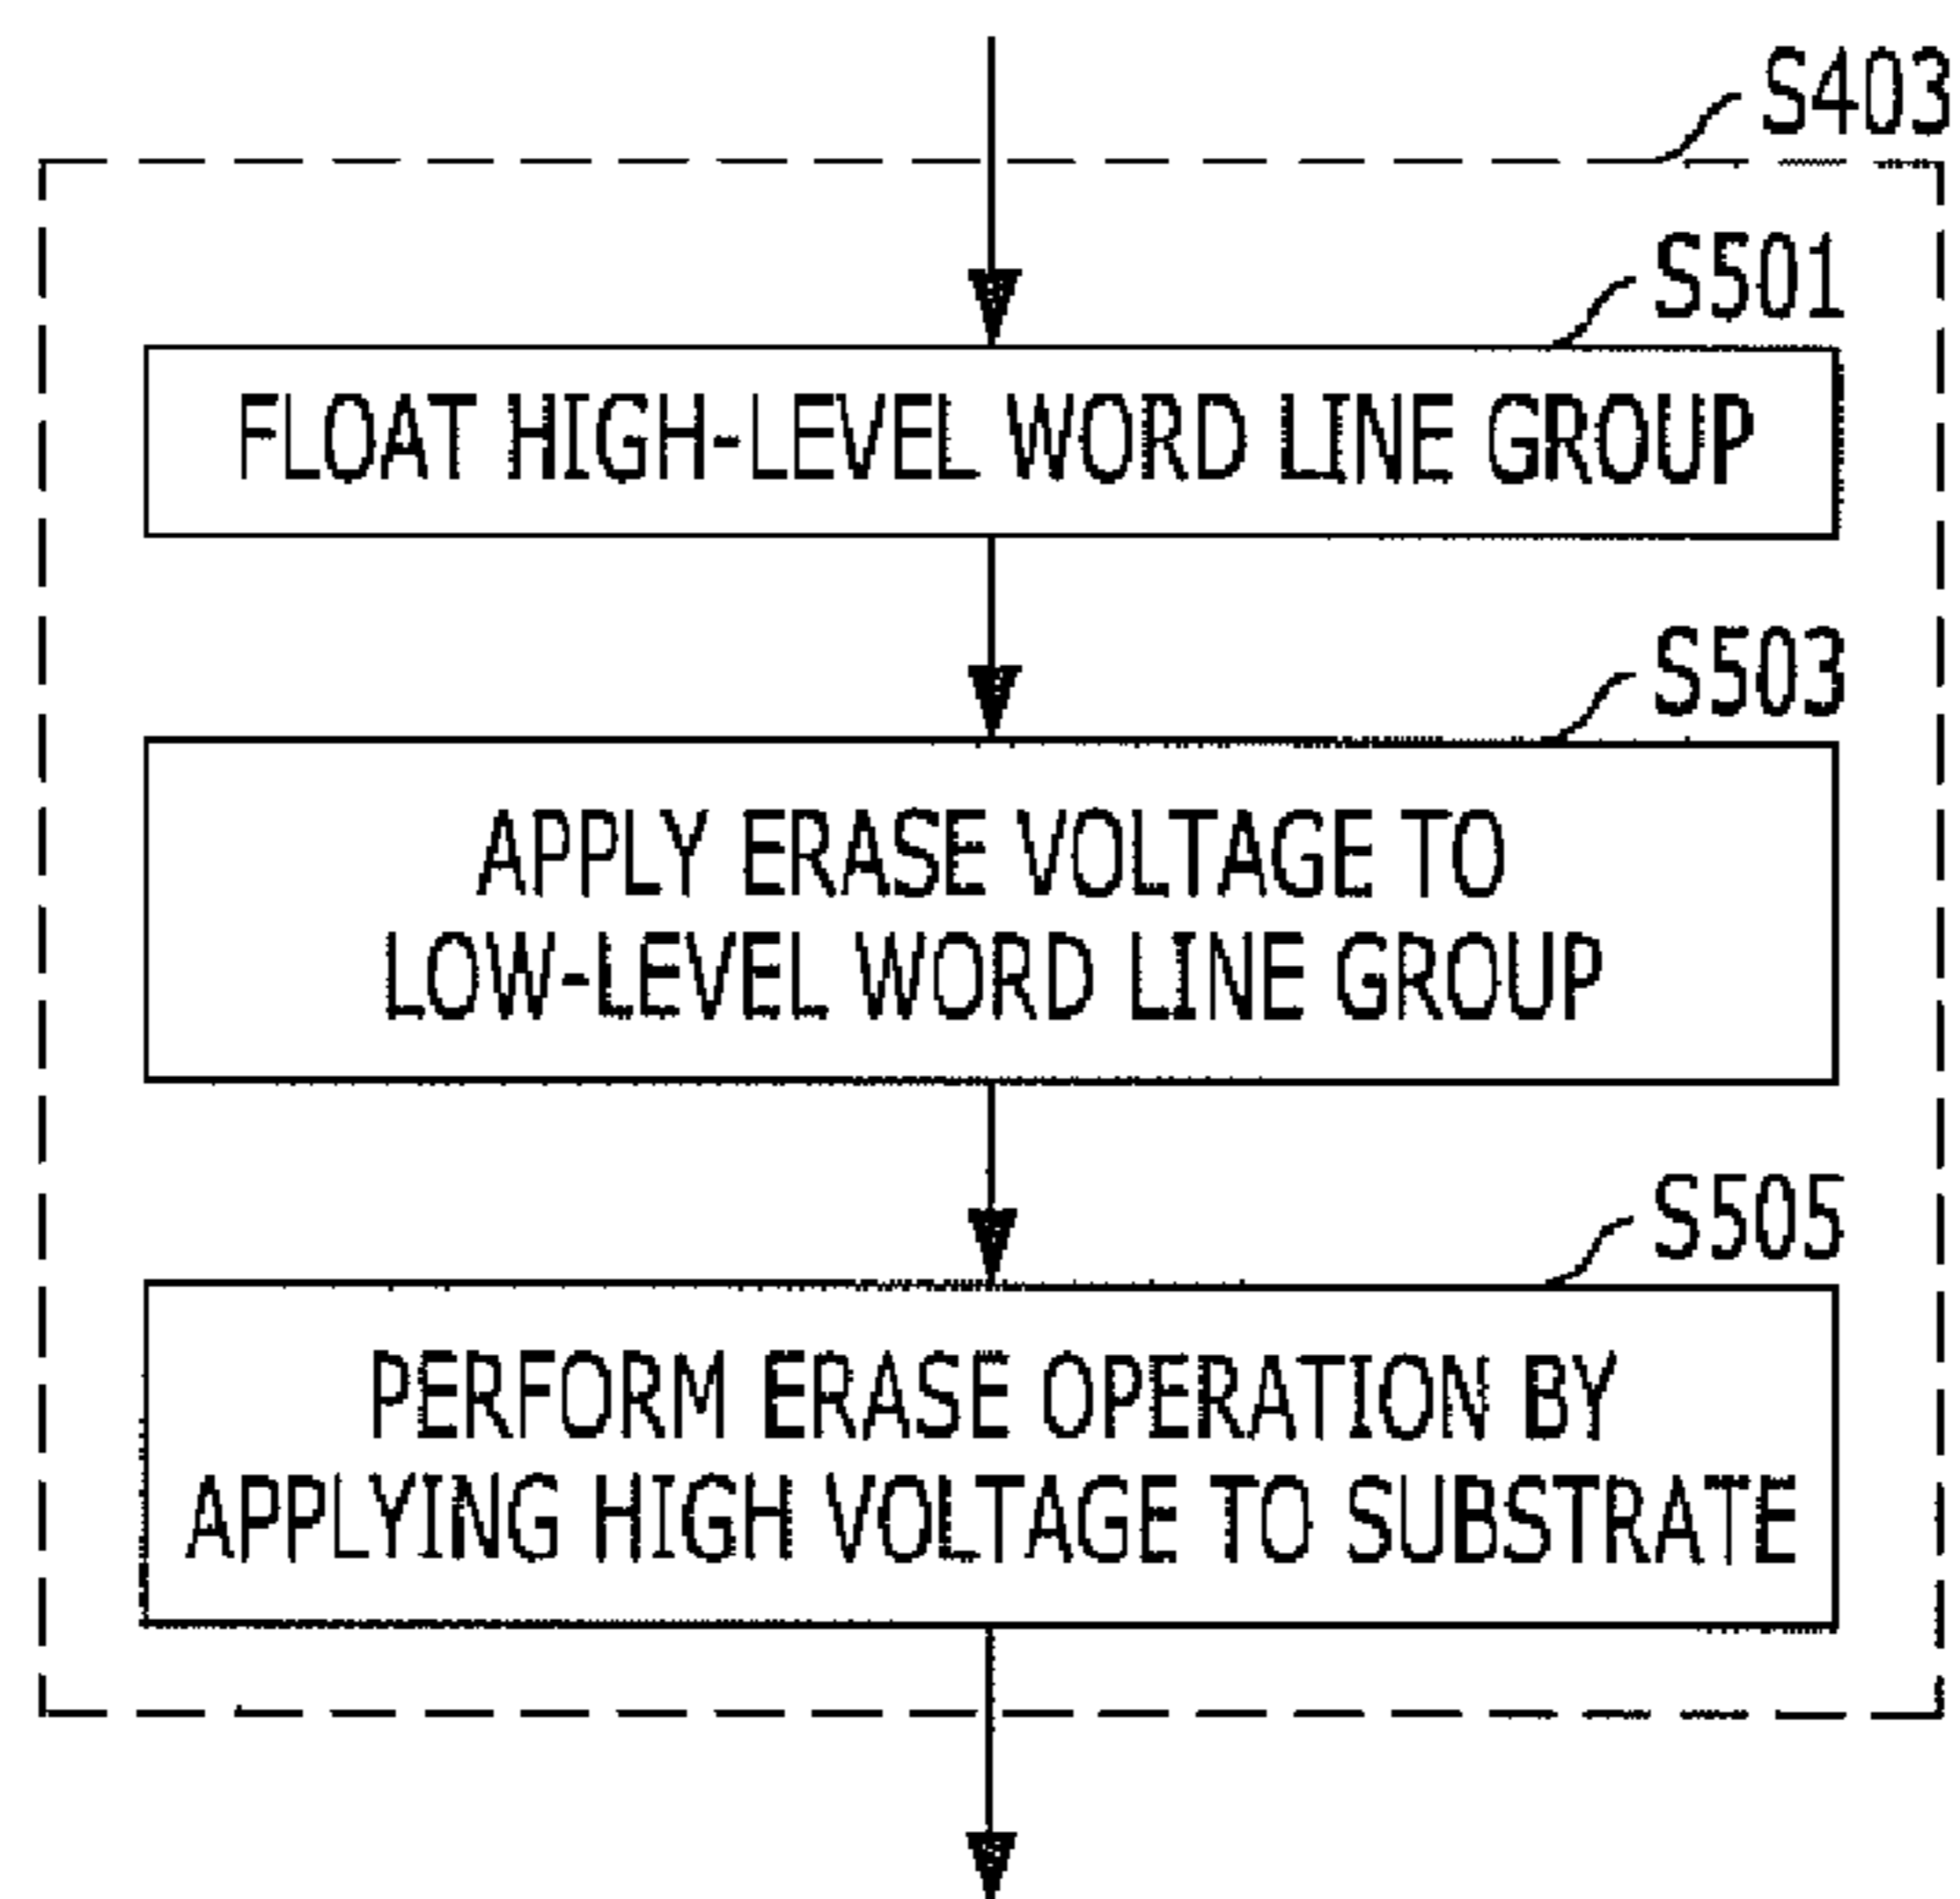 S403
S501
FLOAT HIGH-LEVEL WORD LINE GROUP
S503
APPLY ERASE VOLTAGE TO
LOW-LEVEL WORD LINE GROUP
S505
PERFORM ERASE OPERATION BY
APPLYING HIGH VOLTAGE TO SUBSTRATE